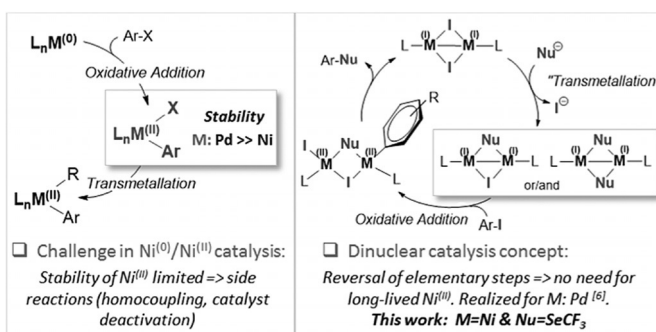 LnM(0)
Ar-X
Oxidative Addition
X
LnM(II)
Ar
Stability
M: Pd >> Ni
R
LnM(II)
Ar
Transmetallation
❑ Challenge in Ni(0)/Ni(II) catalysis:
Stability of Ni(II) limited => side
reactions (homocoupling, catalyst
deactivation)
I
(I) (I)
L M M L
I
Ar-Nu
Nu⊖
"Transmetallation
I⊖
R
I Nu
(II) (II)
M M
L I L
Nu Nu
(I) (I) (I) (I)
L M M L L M M L
I Nu
or/and
Oxidative Addition
Ar-I
❑ Dinuclear catalysis concept:
Reversal of elementary steps => no need for
long-lived Ni(II). Realized for M: Pd [6].
This work: M=Ni & Nu=SeCF3